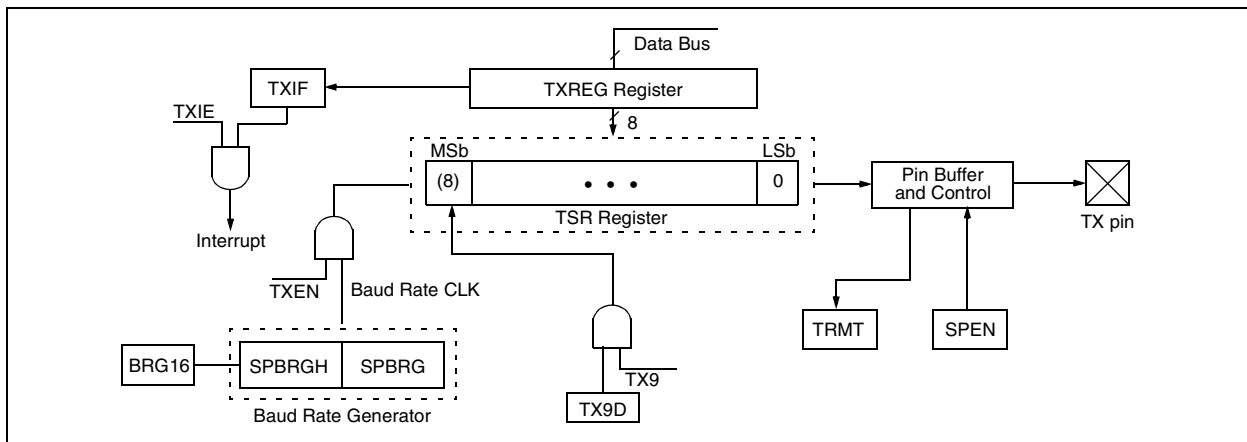 Data Bus
TXIF
TXREG Register
TXIE
8
MSb
LSb
(8)
• • •
0
Pin Buffer
and Control
TSR Register
TX pin
Interrupt
TXEN
Baud Rate CLK
TRMT
SPEN
BRG16
SPBRGH
SPBRG
TX9
Baud Rate Generator
TX9D